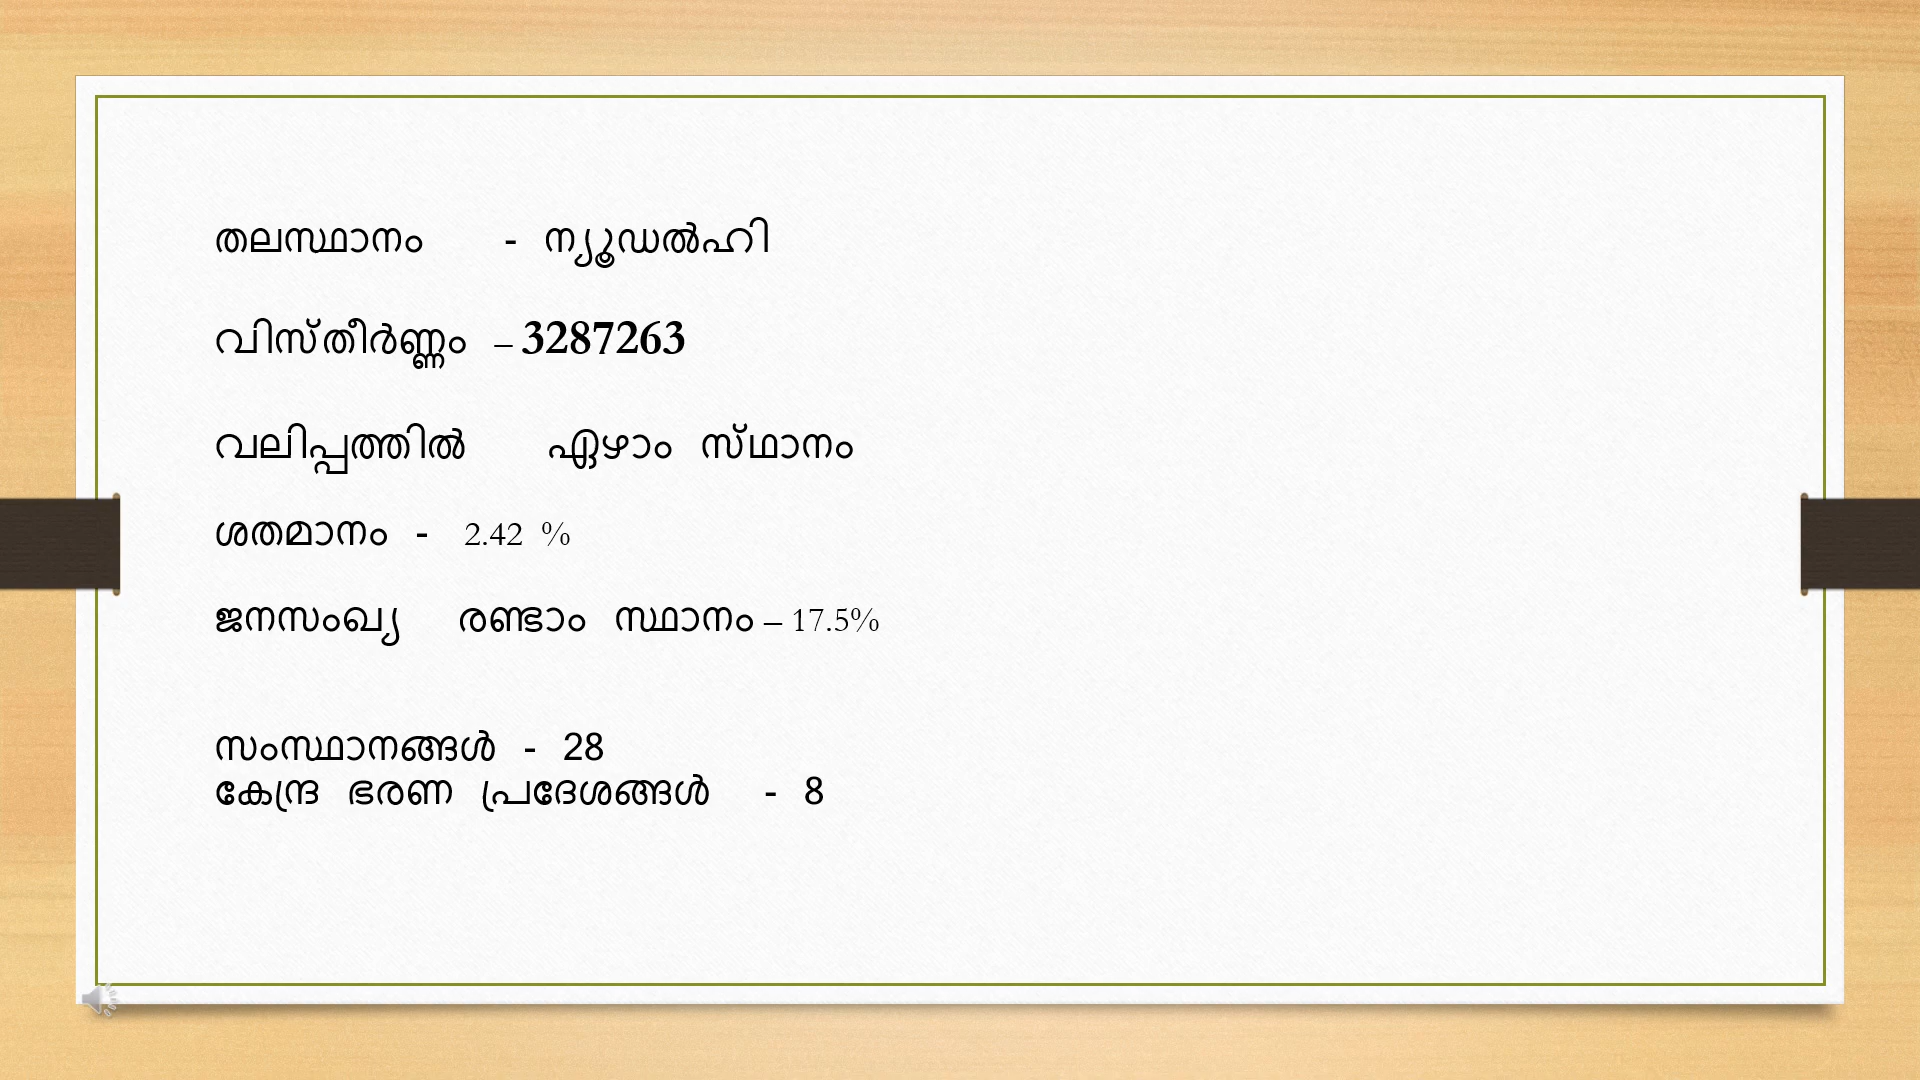 തലസ്ഥാനം - ന്യൂഡൽഹി
വിസ്തീർണ്ണം – 3287263
വലിപ്പത്തിൽ ഏഴാം സ്‌ഥാനം
ശതമാനം - 2.42 %
ജനസംഖ്യ രണ്ടാം സ്ഥാനം – 17.5%
സംസ്ഥാനങ്ങൾ - 28
കേന്ദ്ര ഭരണ പ്രദേശങ്ങൾ - 8